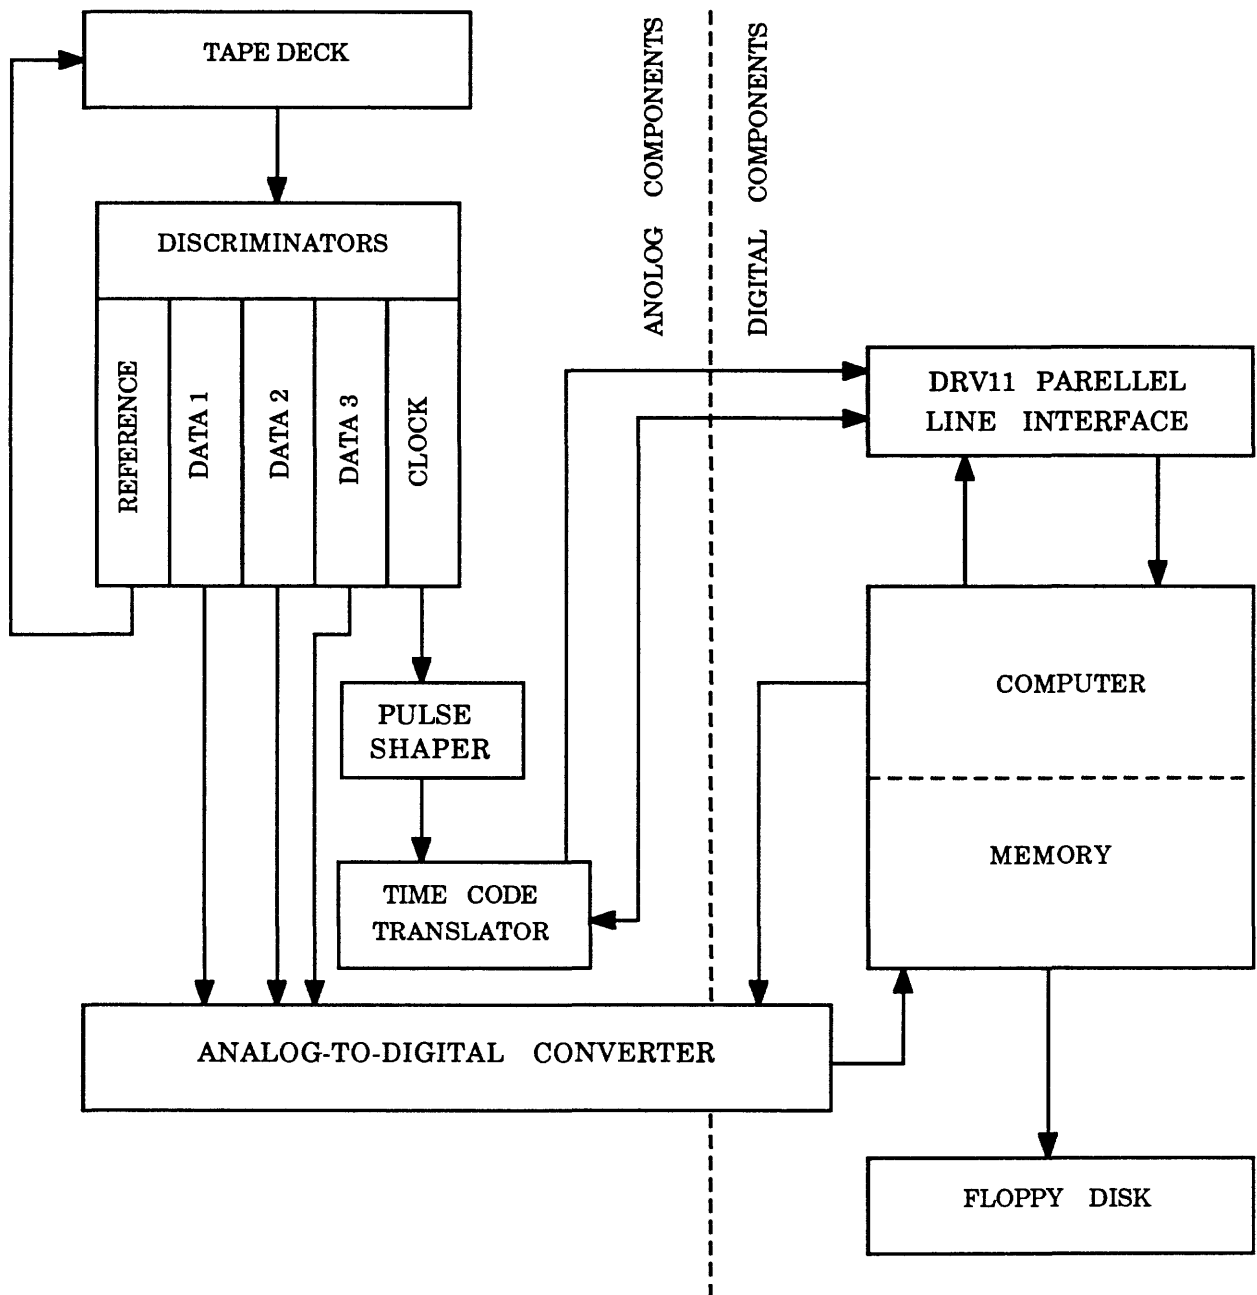 TAPE DECK
ANOLOG COMPONENTS
DIGITAL COMPONENTS
DISCRIMINATORS
REFERENCE
DATA 1
DATA 2
DATA 3
CLOCK
DRV11 PARELLEL
LINE INTERFACE
PULSE
SHAPER
COMPUTER
MEMORY
TIME CODE
TRANSLATOR
ANALOG-TO-DIGITAL CONVERTER
FLOPPY DISK